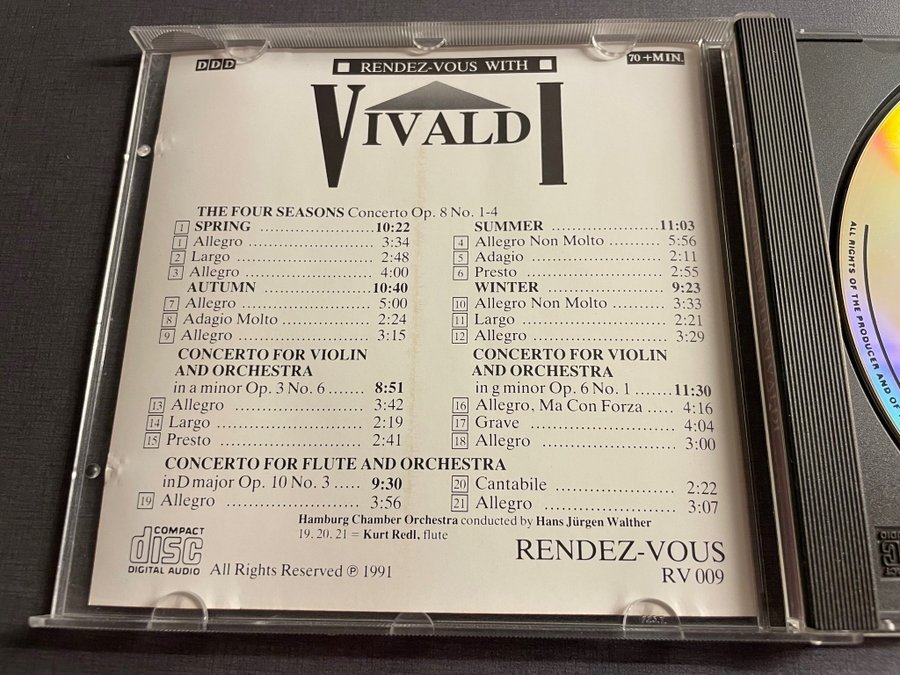 DDD
RENDEZ-VOUS WITH
70 +MIN.
VIVALDI
THE FOUR SEASONS Concerto Op. 8 No. 1-4
1 SPRING ...................... 10:22
1 Allegro ........................ 3:34
2 Largo ........................... 2:48
3 Allegro ........................ 4:00
AUTUMN ...................... 10:40
7 Allegro ........................ 5:00
8 Adagio Molto ................ 2:24
9 Allegro ........................ 3:15
SUMMER ...................... 11:03
4 Allegro Non Molto .......... 5:56
5 Adagio ......................... 2:11
6 Presto .......................... 2:55
WINTER ......................... 9:23
10 Allegro Non Molto .......... 3:33
11 Largo ........................... 2:21
12 Allegro ........................ 3:29
CONCERTO FOR VIOLIN
AND ORCHESTRA
in a minor Op. 3 No. 6 ....... 8:51
13 Allegro ........................ 3:42
14 Largo ........................... 2:19
15 Presto .......................... 2:41
CONCERTO FOR VIOLIN
AND ORCHESTRA
in g minor Op. 6 No. 1 ....... 11:30
16 Allegro, Ma Con Forza ..... 4:16
17 Grave .......................... 4:04
18 Allegro ........................ 3:00
CONCERTO FOR FLUTE AND ORCHESTRA
in D major Op. 10 No. 3 ..... 9:30
19 Allegro ........................ 3:56
20 Cantabile ...................... 2:22
21 Allegro ........................ 3:07
Hamburg Chamber Orchestra conducted by Hans Jürgen Walther
19. 20. 21 = Kurt Redl, flute
COMPACT
disc
DIGITAL AUDIO
All Rights Reserved ℗ 1991
RENDEZ-VOUS
RV 009
ALL RIGHTS OF THE PRODUCER AND OF